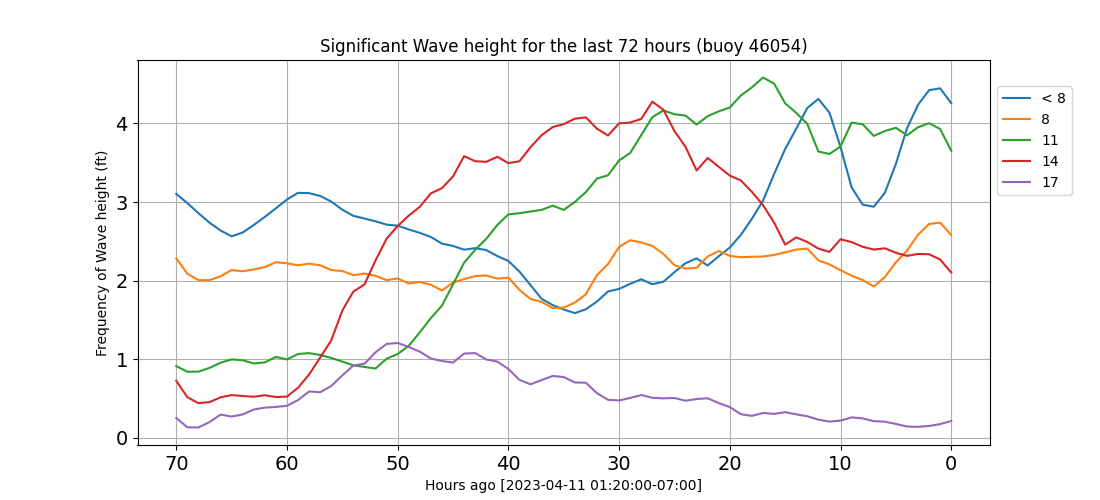 Significant Wave height for the last 72 hours (buoy 46054)
Frequency of Wave height (ft)
4
3
2
1
0
70 60 50 40 30 20 10 0
Hours ago [2023-04-11 01:20:00-07:00]
< 8
8
11
14
17